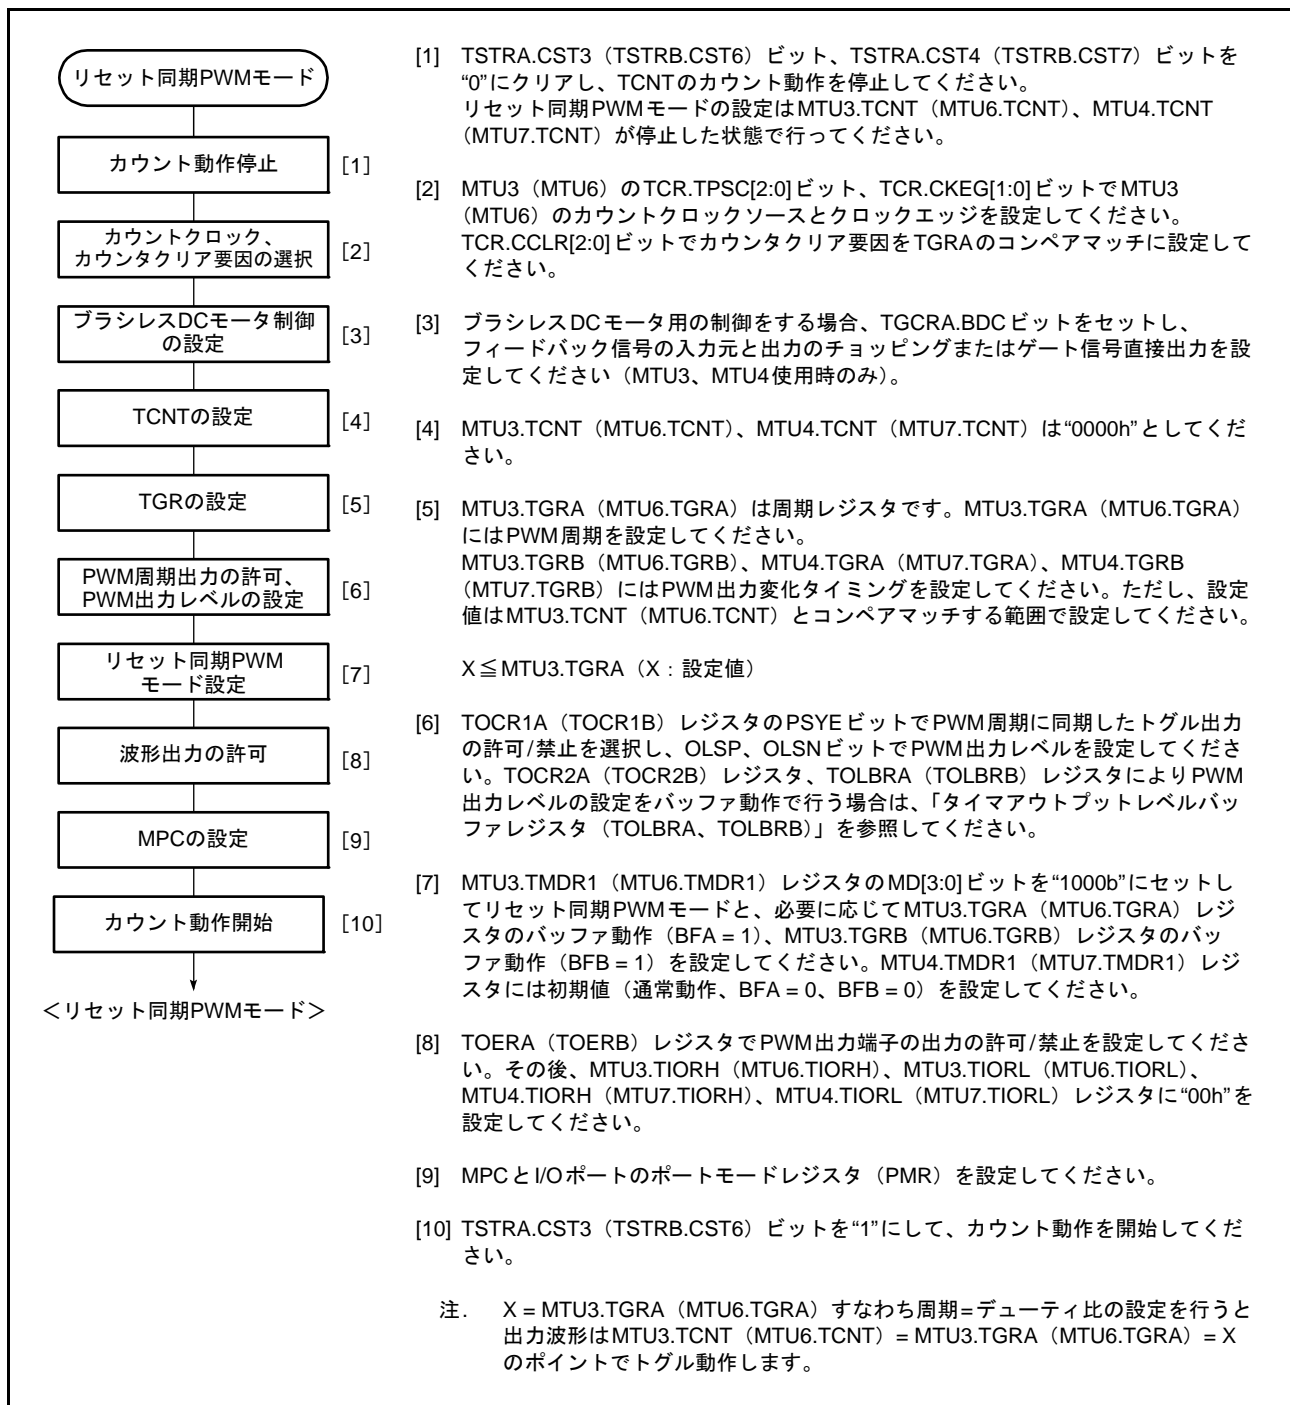 リセット同期PWMモード
カウント動作停止
[1]
カウントクロック、
カウンタクリア要因の選択
[2]
ブラシレスDCモータ制御
の設定
[3]
TCNTの設定
[4]
TGRの設定
[5]
PWM周期出力の許可、
PWM出力レベルの設定
[6]
リセット同期PWM
モード設定
[7]
波形出力の許可
[8]
MPCの設定
[9]
カウント動作開始
[10]
<リセット同期PWMモード>
[1] TSTRA.CST3（TSTRB.CST6）ビット、TSTRA.CST4（TSTRB.CST7）ビットを
“0”にクリアし、TCNTのカウント動作を停止してください。
リセット同期PWMモードの設定はMTU3.TCNT（MTU6.TCNT）、MTU4.TCNT
（MTU7.TCNT）が停止した状態で行ってください。
[2] MTU3（MTU6）のTCR.TPSC[2:0]ビット、TCR.CKEG[1:0]ビットでMTU3
（MTU6）のカウントクロックソースとクロックエッジを設定してください。
TCR.CCLR[2:0]ビットでカウンタクリア要因をTGRAのコンペアマッチに設定して
ください。
[3] ブラシレスDCモータ用の制御をする場合、TGCRA.BDCビットをセットし、
フィードバック信号の入力元と出力のチョッピングまたはゲート信号直接出力を設
定してください（MTU3、MTU4使用時のみ）。
[4] MTU3.TCNT（MTU6.TCNT）、MTU4.TCNT（MTU7.TCNT）は“0000h”としてくだ
さい。
[5] MTU3.TGRA（MTU6.TGRA）は周期レジスタです。MTU3.TGRA（MTU6.TGRA）
にはPWM周期を設定してください。
MTU3.TGRB（MTU6.TGRB）、MTU4.TGRA（MTU7.TGRA）、MTU4.TGRB
（MTU7.TGRB）にはPWM出力変化タイミングを設定してください。ただし、設定
値はMTU3.TCNT（MTU6.TCNT）とコンペアマッチする範囲で設定してください。
X≦MTU3.TGRA（X：設定値）
[6] TOCR1A（TOCR1B）レジスタのPSYEビットでPWM周期に同期したトグル出力
の許可/禁止を選択し、OLSP、OLSNビットでPWM出力レベルを設定してくださ
い。TOCR2A（TOCR2B）レジスタ、TOLBRA（TOLBRB）レジスタによりPWM
出力レベルの設定をバッファ動作で行う場合は、「タイマアウトプットレベルバッ
ファレジスタ（TOLBRA、TOLBRB）」を参照してください。
[7] MTU3.TMDR1（MTU6.TMDR1）レジスタのMD[3:0]ビットを“1000b”にセットし
てリセット同期PWMモードと、必要に応じてMTU3.TGRA（MTU6.TGRA）レジ
スタのバッファ動作（BFA = 1）、MTU3.TGRB（MTU6.TGRB）レジスタのバッ
ファ動作（BFB = 1）を設定してください。MTU4.TMDR1（MTU7.TMDR1）レジ
スタには初期値（通常動作、BFA = 0、BFB = 0）を設定してください。
[8] TOERA（TOERB）レジスタでPWM出力端子の出力の許可/禁止を設定してくださ
い。その後、MTU3.TIORH（MTU6.TIORH）、MTU3.TIORL（MTU6.TIORL）、
MTU4.TIORH（MTU7.TIORH）、MTU4.TIORL（MTU7.TIORL）レジスタに“00h”を
設定してください。
[9] MPCとI/Oポートのポートモードレジスタ（PMR）を設定してください。
[10] TSTRA.CST3（TSTRB.CST6）ビットを“1”にして、カウント動作を開始してくだ
さい。
注． X = MTU3.TGRA（MTU6.TGRA）すなわち周期=デューティ比の設定を行うと
出力波形はMTU3.TCNT（MTU6.TCNT）= MTU3.TGRA（MTU6.TGRA）= X
のポイントでトグル動作します。